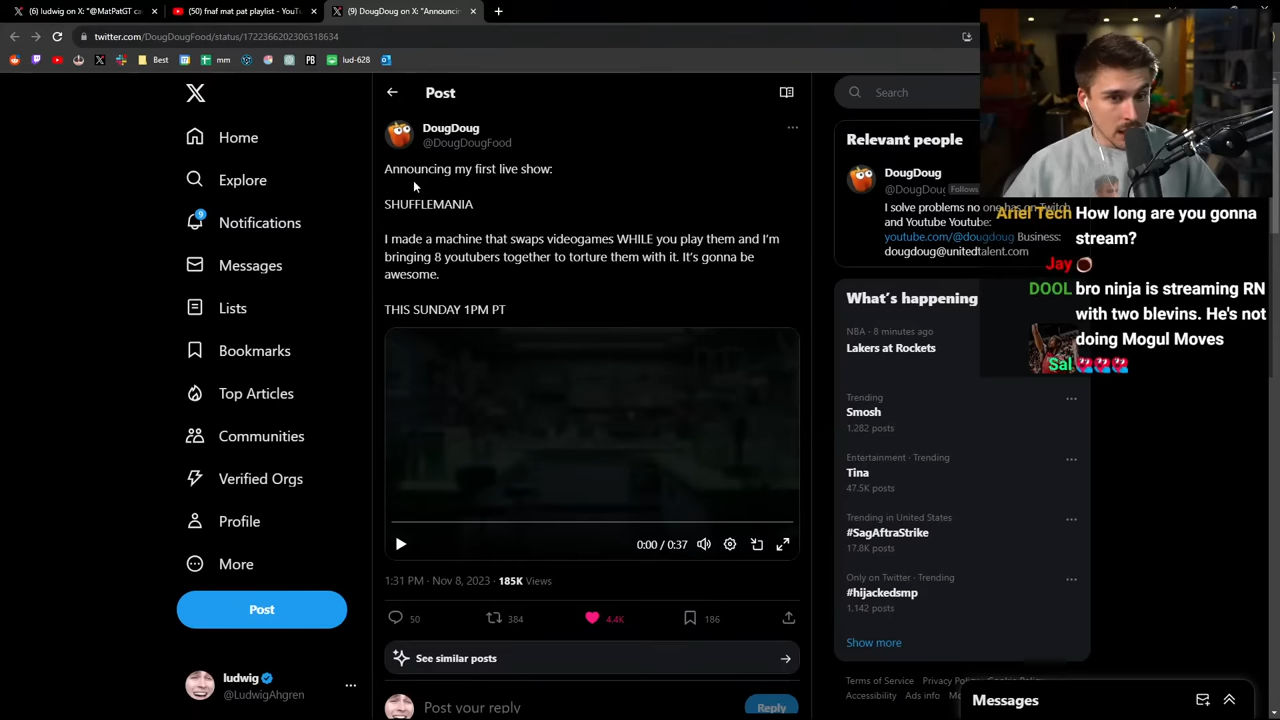 (6) ludwig on X: "@MatPatGT ca
(50) fnaf mat pat playlist - YouT
(9) DougDoug on X: "Announcin
twitter.com/DougDougFood/status/1722366202306318634
Best
mm
PB
lud-628
Home
Explore
9
Notifications
Messages
Lists
Bookmarks
Top Articles
Communities
Verified Orgs
Profile
More
Post
ludwig
@LudwigAhgren
Post
DougDoug
@DougDougFood
Announcing my first live show:
SHUFFLEMANIA
I made a machine that swaps videogames WHILE you play them and I'm
bringing 8 youtubers together to torture them with it. It's gonna be
awesome.
THIS SUNDAY 1PM PT
0:00 / 0:37
1:31 PM · Nov 8, 2023 · 185K Views
50
384
4.4K
186
See similar posts
Post your reply
Reply
Search
Relevant people
DougDoug
@DougDoug
Follows
I solve problems no one has on Twitch
and Youtube Youtube:
youtube.com/@dougdoug Business:
dougdoug@unitedtalent.com
What's happening
NBA · 8 minutes ago
Lakers at Rockets
Trending
Smosh
1,282 posts
Entertainment · Trending
Tina
47.5K posts
Trending in United States
#SagAftraStrike
17.8K posts
Only on Twitter · Trending
#hijackedsmp
1,142 posts
Show more
Terms of Service
Privacy Policy
Cookie Policy
Accessibility
Ads info
Messages
Ariel Tech How long are you gonna
stream?
Jay
DOOL bro ninja is streaming RN
with two blevins. He's not
doing Mogul Moves
Sal